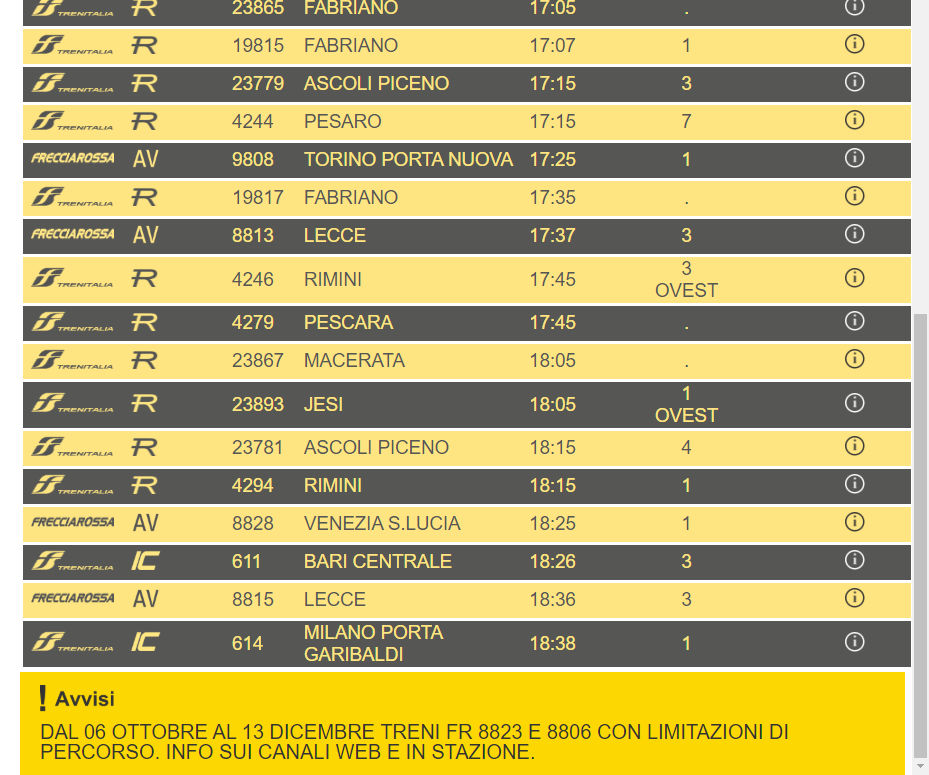 TRENITALIA R 23865 FABRIANO 17:05 .
TRENITALIA R 19815 FABRIANO 17:07 1
TRENITALIA R 23779 ASCOLI PICENO 17:15 3
TRENITALIA R 4244 PESARO 17:15 7
FRECCIAROSSA AV 9808 TORINO PORTA NUOVA 17:25 1
TRENITALIA R 19817 FABRIANO 17:35 .
FRECCIAROSSA AV 8813 LECCE 17:37 3
TRENITALIA R 4246 RIMINI 17:45 3
OVEST
TRENITALIA R 4279 PESCARA 17:45 .
TRENITALIA R 23867 MACERATA 18:05 .
TRENITALIA R 23893 JESI 18:05 1
OVEST
TRENITALIA R 23781 ASCOLI PICENO 18:15 4
TRENITALIA R 4294 RIMINI 18:15 1
FRECCIAROSSA AV 8828 VENEZIA S.LUCIA 18:25 1
TRENITALIA IC 611 BARI CENTRALE 18:26 3
FRECCIAROSSA AV 8815 LECCE 18:36 3
TRENITALIA IC 614 MILANO PORTA 18:38 1
GARIBALDI
! Avvisi
DAL 06 OTTOBRE AL 13 DICEMBRE TRENI FR 8823 E 8806 CON LIMITAZIONI DI
PERCORSO. INFO SUI CANALI WEB E IN STAZIONE.